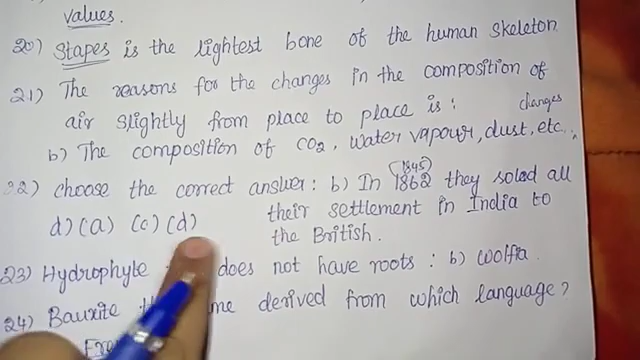 values.
20) Stapes is the lightest bone of the human skeleton
21) The reasons for the changes in the composition of
air slightly from place to place is: changes
b) The composition of CO2, water vapour, dust, etc..,
(1845)
22) choose the correct answer: b) In 1862 they solad all
d) (a) (c) (d) their settlement in India to
the British.
23) Hydrophyte does not have roots: b) Wolffia.
24) Bauxite derived from which language?